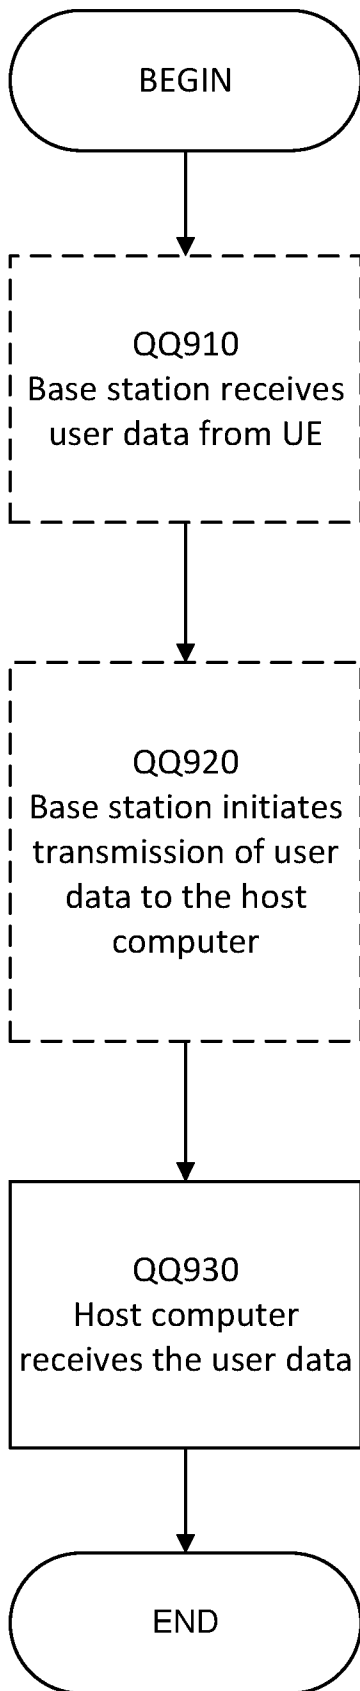 BEGIN
QQ910
Base station receives
user data from UE
QQ920
Base station initiates
transmission of user
data to the host
computer
QQ930
Host computer
receives the user data
END